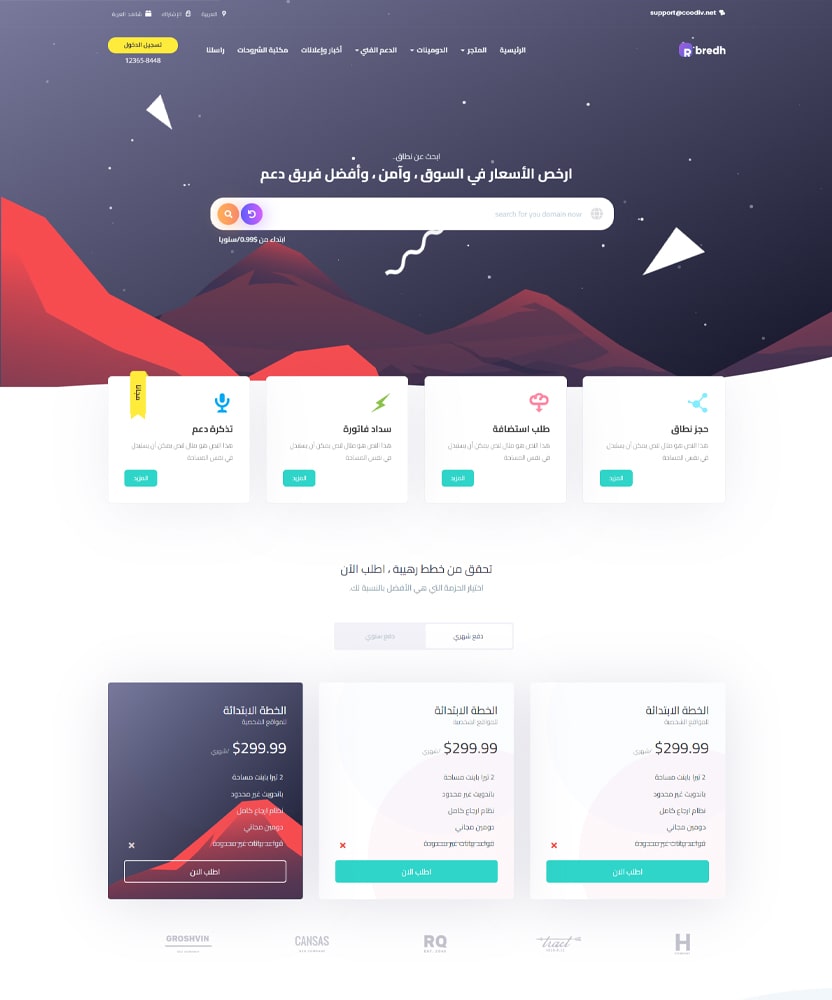 support@coodiv.net
العربية
الإشتراك
شاهد العربة
bredh
الرئيسية
المتجر
الدومينات
الدعم الفني
أخبار وإعلانات
مكتبة الشروحات
راسلنا
تسجيل الدخول
12365-8448
ابحث عن نطاق..
ارخص الأسعار في السوق ، وآمن ، وأفضل فريق دعم
search for you domain now
ابتداء من 0.99$/سنويا
حجز نطاق
هذا النص هو مثال لنص يمكن أن يستبدل
في نفس المساحة
المزيد
طلب استضافة
هذا النص هو مثال لنص يمكن أن يستبدل
في نفس المساحة
المزيد
سداد فاتورة
هذا النص هو مثال لنص يمكن أن يستبدل
في نفس المساحة
المزيد
تذكرة دعم
هذا النص هو مثال لنص يمكن أن يستبدل
في نفس المساحة
المزيد
تحقق من خطط رهيبة ، اطلب الآن
اختيار الحزمة التي هي الأفضل بالنسبة لك.
دفع شهري
دفع سنوي
الخطة الابتدائة
للمواقع الشخصية
$299.99 /شهري
2 تيرا بايت مساحة
باندويث غير محدود
نظام ارجاع كامل
دومين مجاني
قواعد بيانات غير محدودة
اطلب الان
الخطة الابتدائة
للمواقع الشخصية
$299.99 /شهري
2 تيرا بايت مساحة
باندويث غير محدود
نظام ارجاع كامل
دومين مجاني
قواعد بيانات غير محدودة
اطلب الان
الخطة الابتدائة
للمواقع الشخصية
$299.99 /شهري
2 تيرا بايت مساحة
باندويث غير محدود
نظام ارجاع كامل
دومين مجاني
قواعد بيانات غير محدودة
اطلب الان
H
tract
RQ
CANSAS
GROSHVIN